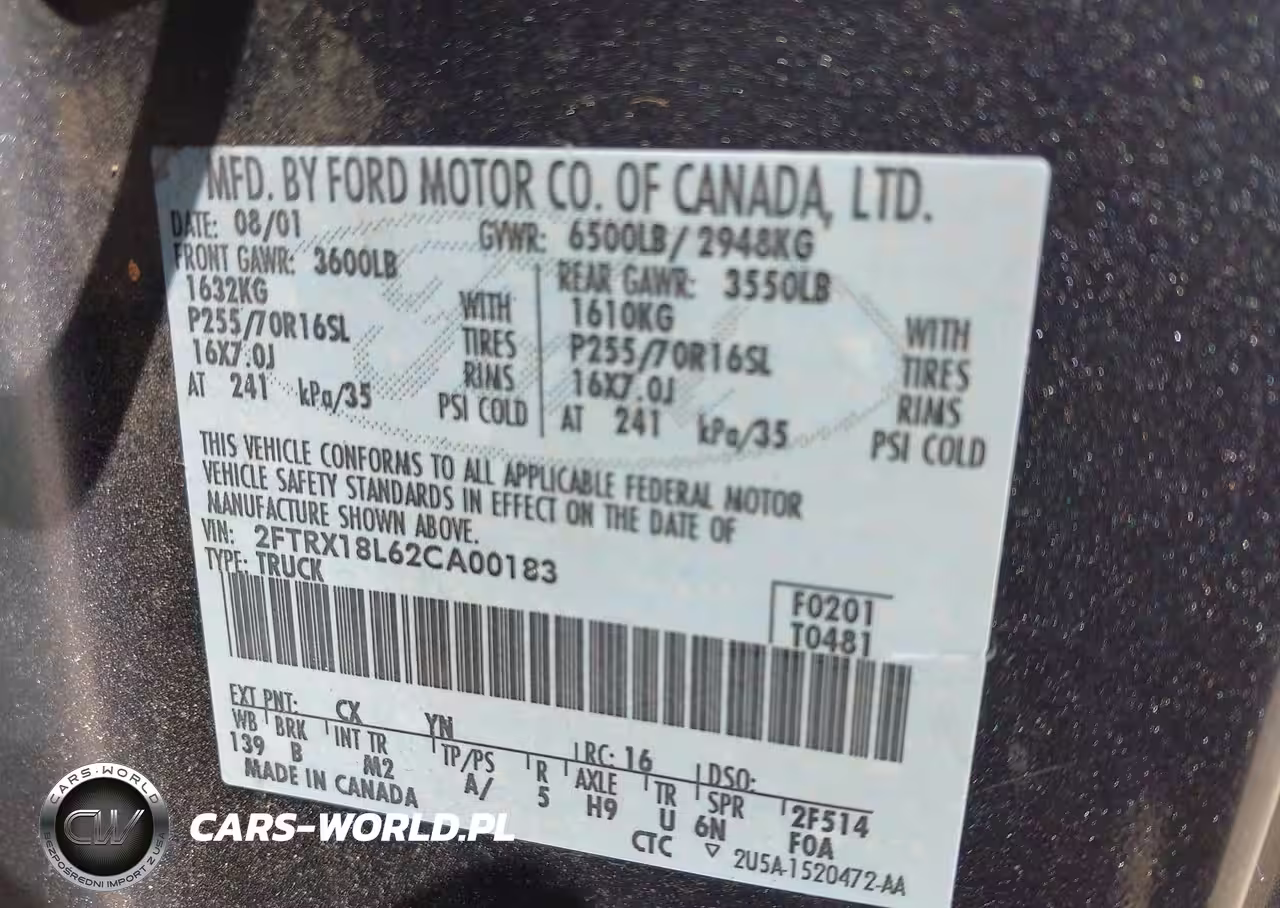 MFD. BY FORD MOTOR CO. OF CANADA, LTD.
DATE: 08/01 GVWR: 6500LB/ 2948KG
FRONT GAWR: 3600LB REAR GAWR: 3550LB
1632KG WITH 1610KG WITH
P255/70R16SL TIRES P255/70R16SL TIRES
16X7.0J RIMS 16X7.0J RIMS
AT 241 kPa/35 PSI COLD AT 241 kPa/35 PSI COLD
THIS VEHICLE CONFORMS TO ALL APPLICABLE FEDERAL MOTOR
VEHICLE SAFETY STANDARDS IN EFFECT ON THE DATE OF
MANUFACTURE SHOWN ABOVE.
VIN: 2FTRX18L62CA00183
TYPE: TRUCK
F0201
T0481
EXT PNT: CX YN RC: 16 DSO:
WB BRK INT TR TP/PS R AXLE TR SPR 2F514
139 B M2 A/ 5 H9 U 6N F0A
MADE IN CANADA CTC ▽ 2U5A-1520472-AA
CARS-WORLD
CW
BEZPOŚREDNI IMPORT Z USA
CARS-WORLD.PL